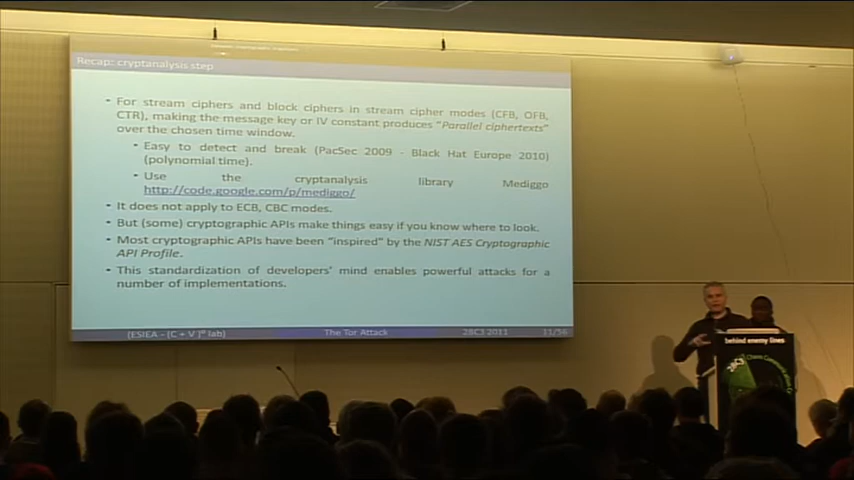 Recap: cryptanalysis step
• For stream ciphers and block ciphers in stream cipher modes (CFB, OFB,
CTR), making the message key or IV constant produces "Parallel ciphertexts"
over the chosen time window.
• Easy to detect and break (PacSec 2009 - Black Hat Europe 2010)
(polynomial time).
• Use the cryptanalysis library Mediggo
http://code.google.com/p/mediggo/
• It does not apply to ECB, CBC modes.
• But (some) cryptographic APIs make things easy if you know where to look.
• Most cryptographic APIs have been "inspired" by the NIST AES Cryptographic
API Profile.
• This standardization of developers' mind enables powerful attacks for a
number of implementations.
(ESIEA - (C + V)^O lab) The Tor Attack 28C3 2011 11/56
behind enemy lines